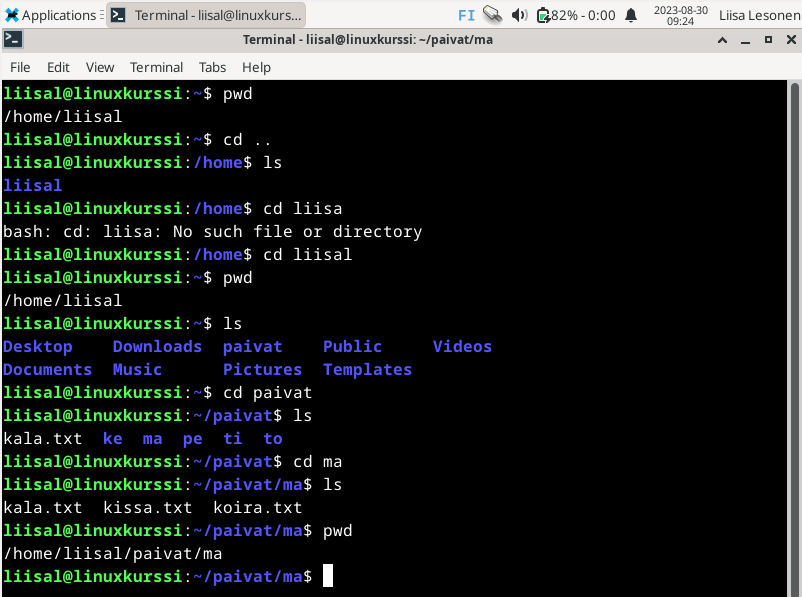 Applications Terminal - liisal@linuxkurss... FI 82% - 0:00 2023-08-30 09:24 Liisa Lesonen
Terminal - liisal@linuxkurssi: ~/paivat/ma
File Edit View Terminal Tabs Help
liisal@linuxkurssi:~$ pwd
/home/liisal
liisal@linuxkurssi:~$ cd ..
liisal@linuxkurssi:/home$ ls
liisal
liisal@linuxkurssi:/home$ cd liisa
bash: cd: liisa: No such file or directory
liisal@linuxkurssi:/home$ cd liisal
liisal@linuxkurssi:~$ pwd
/home/liisal
liisal@linuxkurssi:~$ ls
Desktop Downloads paivat Public Videos
Documents Music Pictures Templates
liisal@linuxkurssi:~$ cd paivat
liisal@linuxkurssi:~/paivat$ ls
kala.txt ke ma pe ti to
liisal@linuxkurssi:~/paivat$ cd ma
liisal@linuxkurssi:~/paivat/ma$ ls
kala.txt kissa.txt koira.txt
liisal@linuxkurssi:~/paivat/ma$ pwd
/home/liisal/paivat/ma
liisal@linuxkurssi:~/paivat/ma$